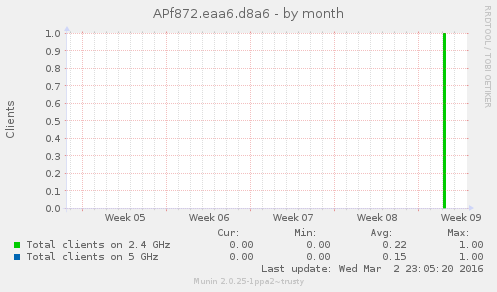 APf872.eaa6.d8a6 - by month
RRDTOOL / TOBI OETIKER
Clients
1.0
0.9
0.8
0.7
0.6
0.5
0.4
0.3
0.2
0.1
0.0
Week 05 Week 06 Week 07 Week 08 Week 09
Cur: Min: Avg: Max:
Total clients on 2.4 GHz 0.00 0.00 0.22 1.00
Total clients on 5 GHz 0.00 0.00 0.15 1.00
Last update: Wed Mar 2 23:05:20 2016
Munin 2.0.25-1ppa2~trusty